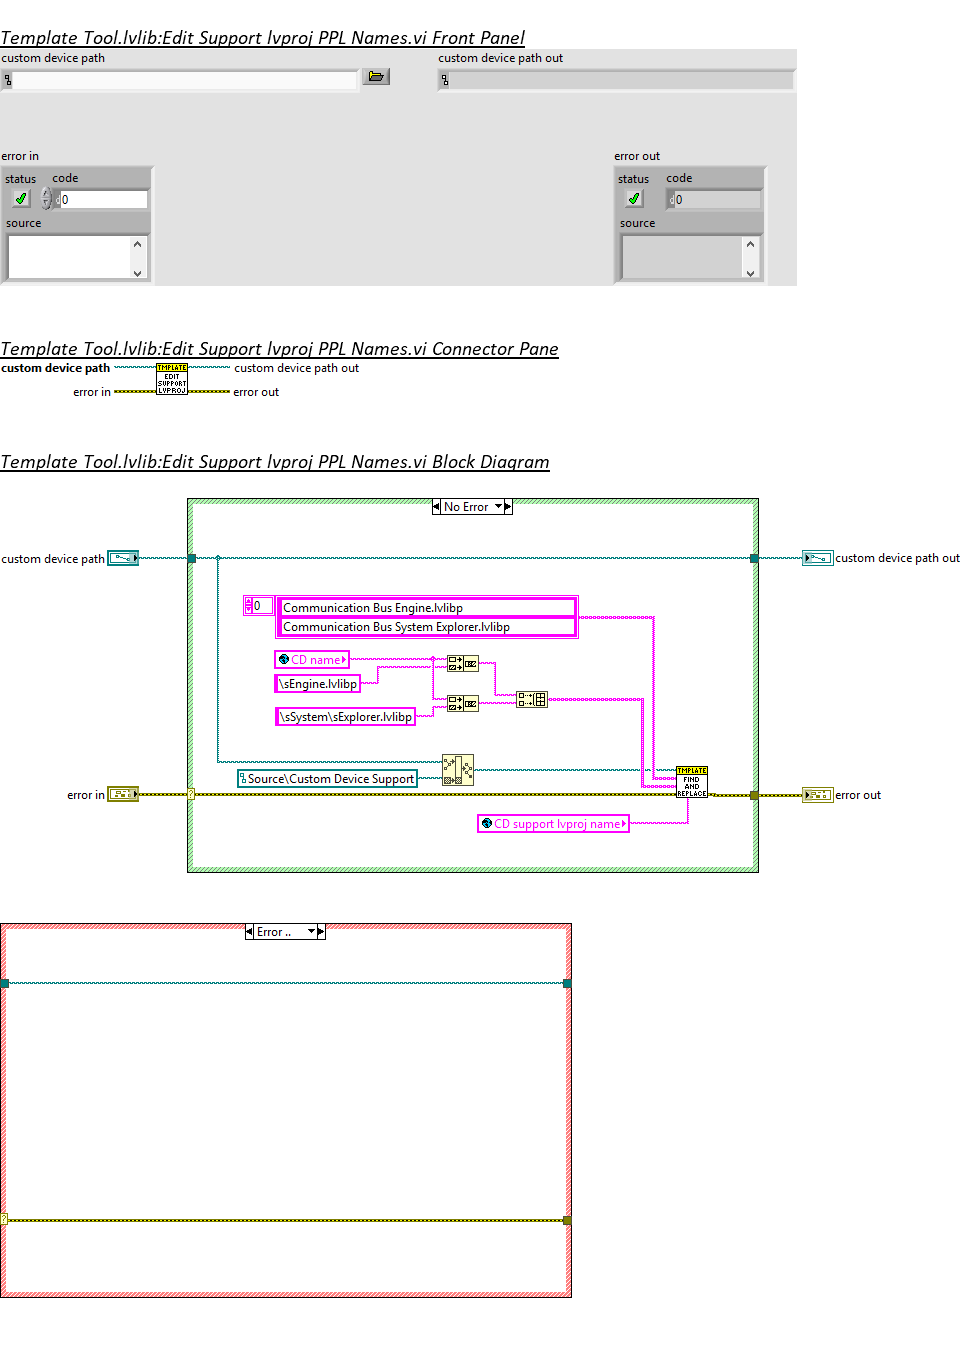 Template Tool.lvlib:Edit Support lvproj PPL Names.vi Front Panel
custom device path
custom device path out
error in
error out
status code
status code
0
0
source
source
Template Tool.lvlib:Edit Support lvproj PPL Names.vi Connector Pane
custom device path
custom device path out
TMPLATE
EDIT
SUPPORT
LVPROJ
error in
error out
Template Tool.lvlib:Edit Support lvproj PPL Names.vi Block Diagram
No Error
custom device path
custom device path out
0
Communication Bus Engine.lvlibp
Communication Bus System Explorer.lvlibp
CD name
\sEngine.lvlibp
\sSystem\sExplorer.lvlibp
Source\Custom Device Support
TMPLATE
FIND
AND
REPLACE
error in
?
error out
CD support lvproj name
Error ..
?